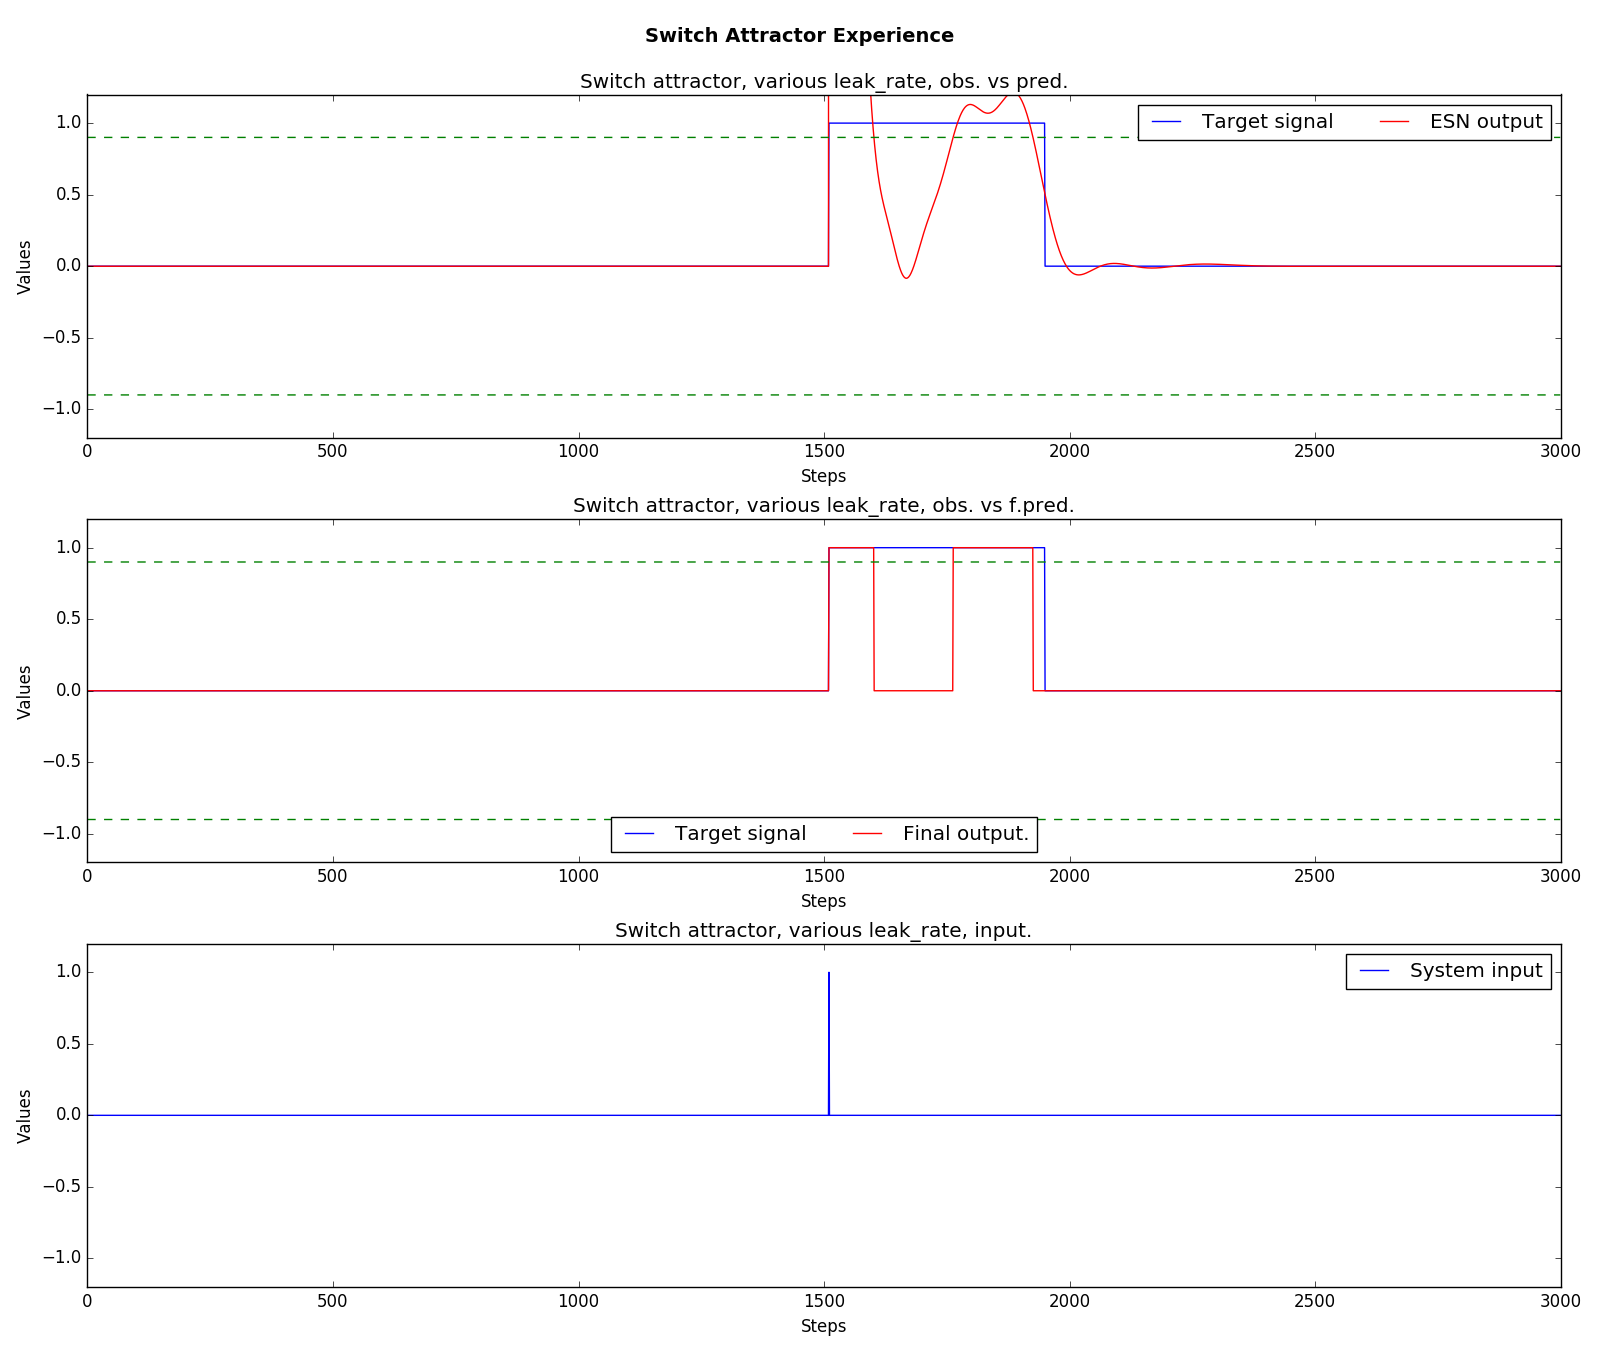 Switch Attractor Experience
Switch attractor, various leak_rate, obs. vs pred.
Target signal ESN output
Values
1.0
0.5
0.0
−0.5
−1.0
0 500 1000 1500 2000 2500 3000
Steps
Switch attractor, various leak_rate, obs. vs f.pred.
Values
1.0
0.5
0.0
−0.5
−1.0
Target signal Final output.
0 500 1000 1500 2000 2500 3000
Steps
Switch attractor, various leak_rate, input.
System input
Values
1.0
0.5
0.0
−0.5
−1.0
0 500 1000 1500 2000 2500 3000
Steps